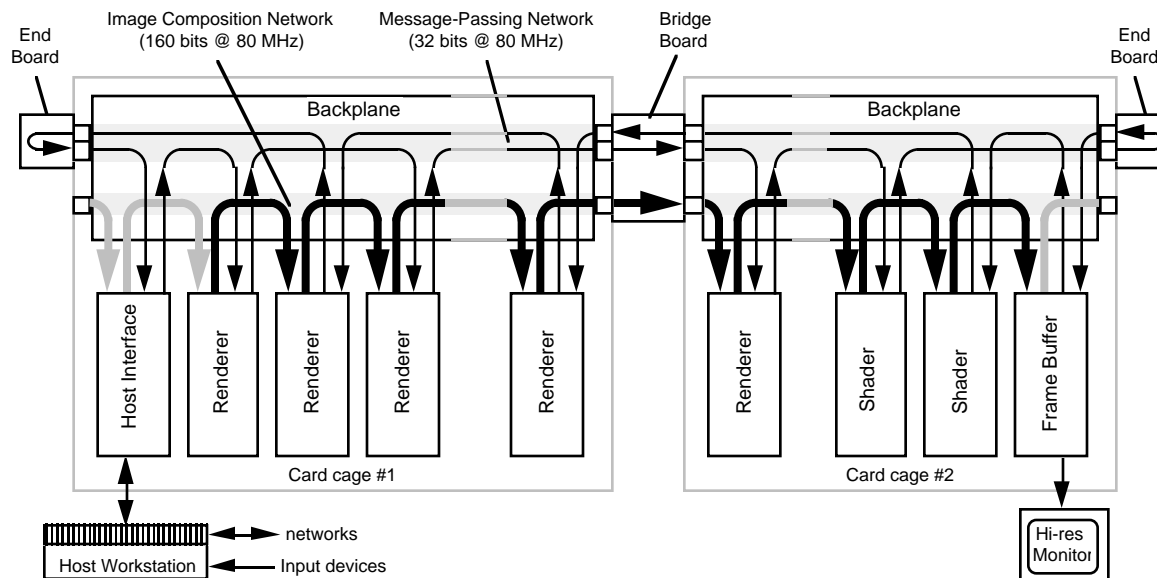 Image Composition Network
(160 bits @ 80 MHz)
Message-Passing Network
(32 bits @ 80 MHz)
Bridge
Board
End
Board
End
Board
Backplane
Backplane
Host Interface
Renderer
Renderer
Renderer
Renderer
Renderer
Shader
Shader
Frame Buffer
Card cage #1
Card cage #2
networks
Host Workstation
Input devices
Hi-res
Monitor